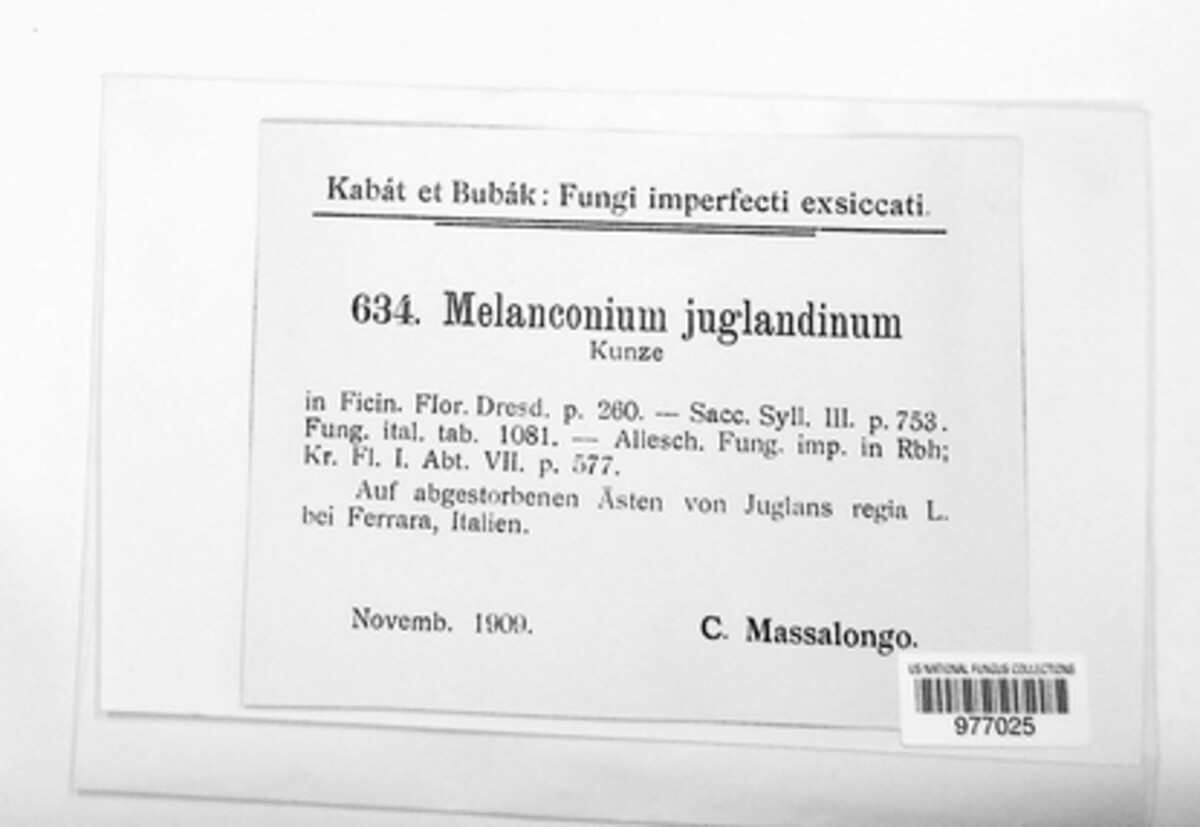 Kabát et Bubák: Fungi imperfecti exsiccati.
634. Melanconium juglandinum
Kunze
in Ficin. Flor. Dresd. p. 260. — Sacc. Syll. III. p. 753.
Fung. ital. tab. 1081. — Allesch. Fung. imp. in Rbh;
Kr. Fl. I. Abt. VII. p. 577.
Auf abgestorbenen Ästen von Juglans regia L.
bei Ferrara, Italien.
Novemb. 1909.
C. Massalongo.
US NATIONAL FUNGUS COLLECTIONS
977025